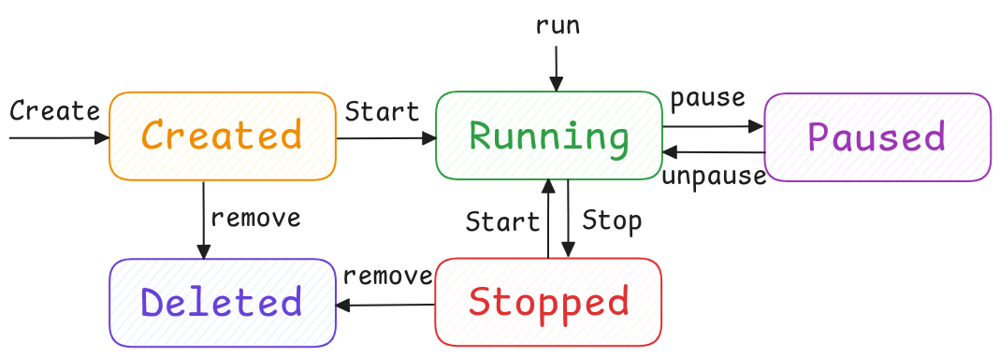 run
Create
Created
Start
Running
pause
unpause
Paused
remove
Start
Stop
Deleted
remove
Stopped